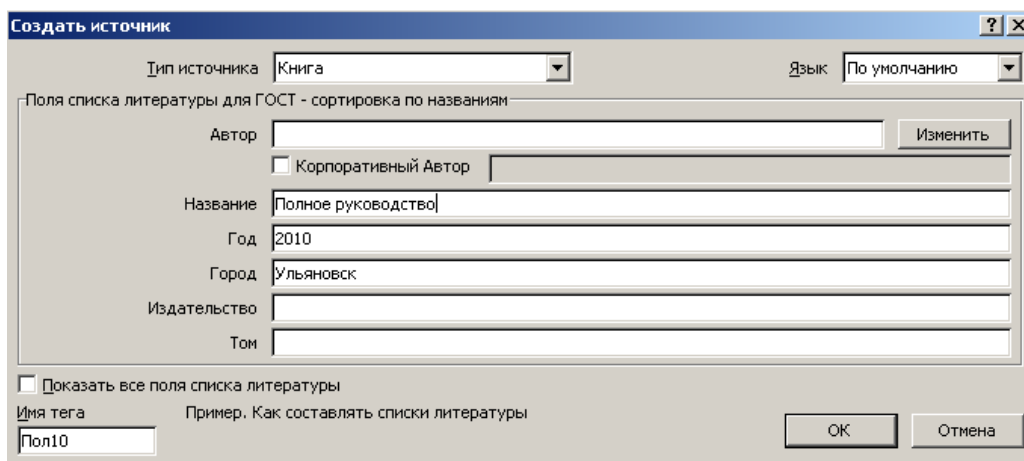 Создать источник
Тип источника Книга Язык По умолчанию
Поля списка литературы для ГОСТ - сортировка по названиям
Автор Изменить
Корпоративный Автор
Название Полное руководство
Год 2010
Город Ульяновск
Издательство
Том
Показать все поля списка литературы
Имя тега Пример. Как составлять списки литературы
Пол10 ОК Отмена